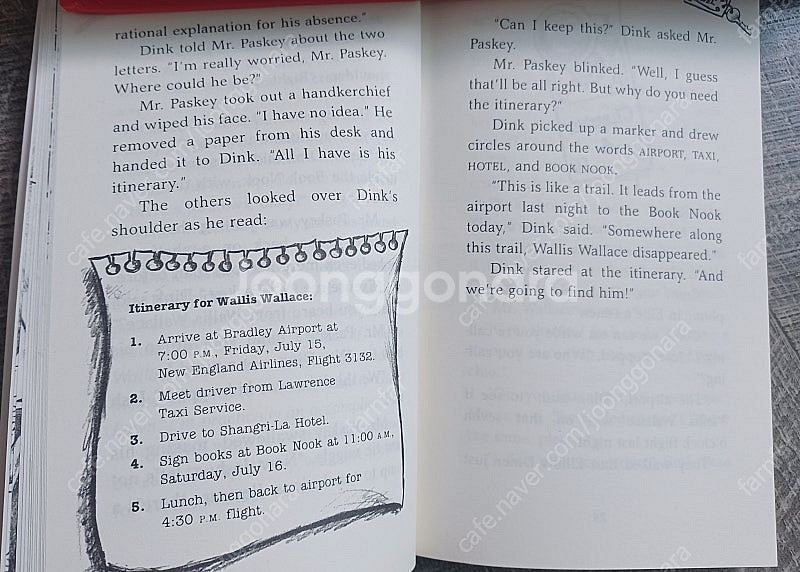 rational explanation for his absence."
Dink told Mr. Paskey about the two
letters. "I'm really worried, Mr. Paskey.
Where could he be?"
Mr. Paskey took out a handkerchief
and wiped his face. "I have no idea." He
removed a paper from his desk and
handed it to Dink. "All I have is his
itinerary."
The others looked over Dink's
shoulder as he read:
Itinerary for Wallis Wallace:
1. Arrive at Bradley Airport at
7:00 P.M., Friday, July 15,
New England Airlines, Flight 3132.
2. Meet driver from Lawrence
Taxi Service.
3. Drive to Shangri-La Hotel.
4. Sign books at Book Nook at 11:00 A.M.,
Saturday, July 16.
5. Lunch, then back to airport for
4:30 P.M. flight.
"Can I keep this?" Dink asked Mr.
Paskey.
Mr. Paskey blinked. "Well, I guess
that'll be all right. But why do you need
the itinerary?"
Dink picked up a marker and drew
circles around the words AIRPORT, TAXI,
HOTEL, and BOOK NOOK.
"This is like a trail. It leads from the
airport last night to the Book Nook
today," Dink said. "Somewhere along
this trail, Wallis Wallace disappeared."
Dink stared at the itinerary. "And
we're going to find him!"
joonggonara
cafe.naver.com/joonggonara